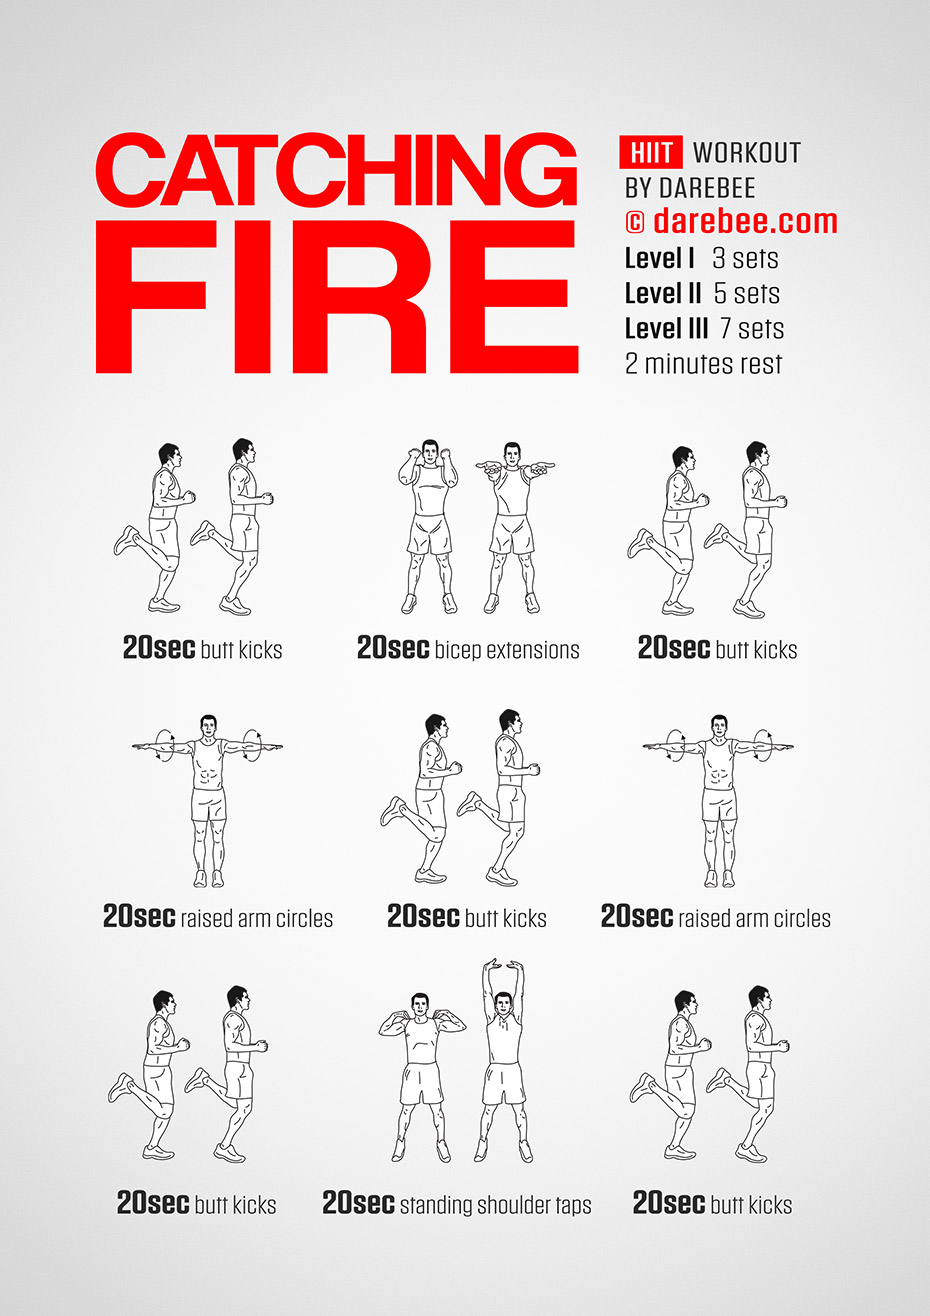 CATCHING
FIRE
HIIT WORKOUT
BY DAREBEE
© darebee.com
Level I 3 sets
Level II 5 sets
Level III 7 sets
2 minutes rest
20sec butt kicks
20sec bicep extensions
20sec butt kicks
20sec raised arm circles
20sec butt kicks
20sec raised arm circles
20sec butt kicks
20sec standing shoulder taps
20sec butt kicks